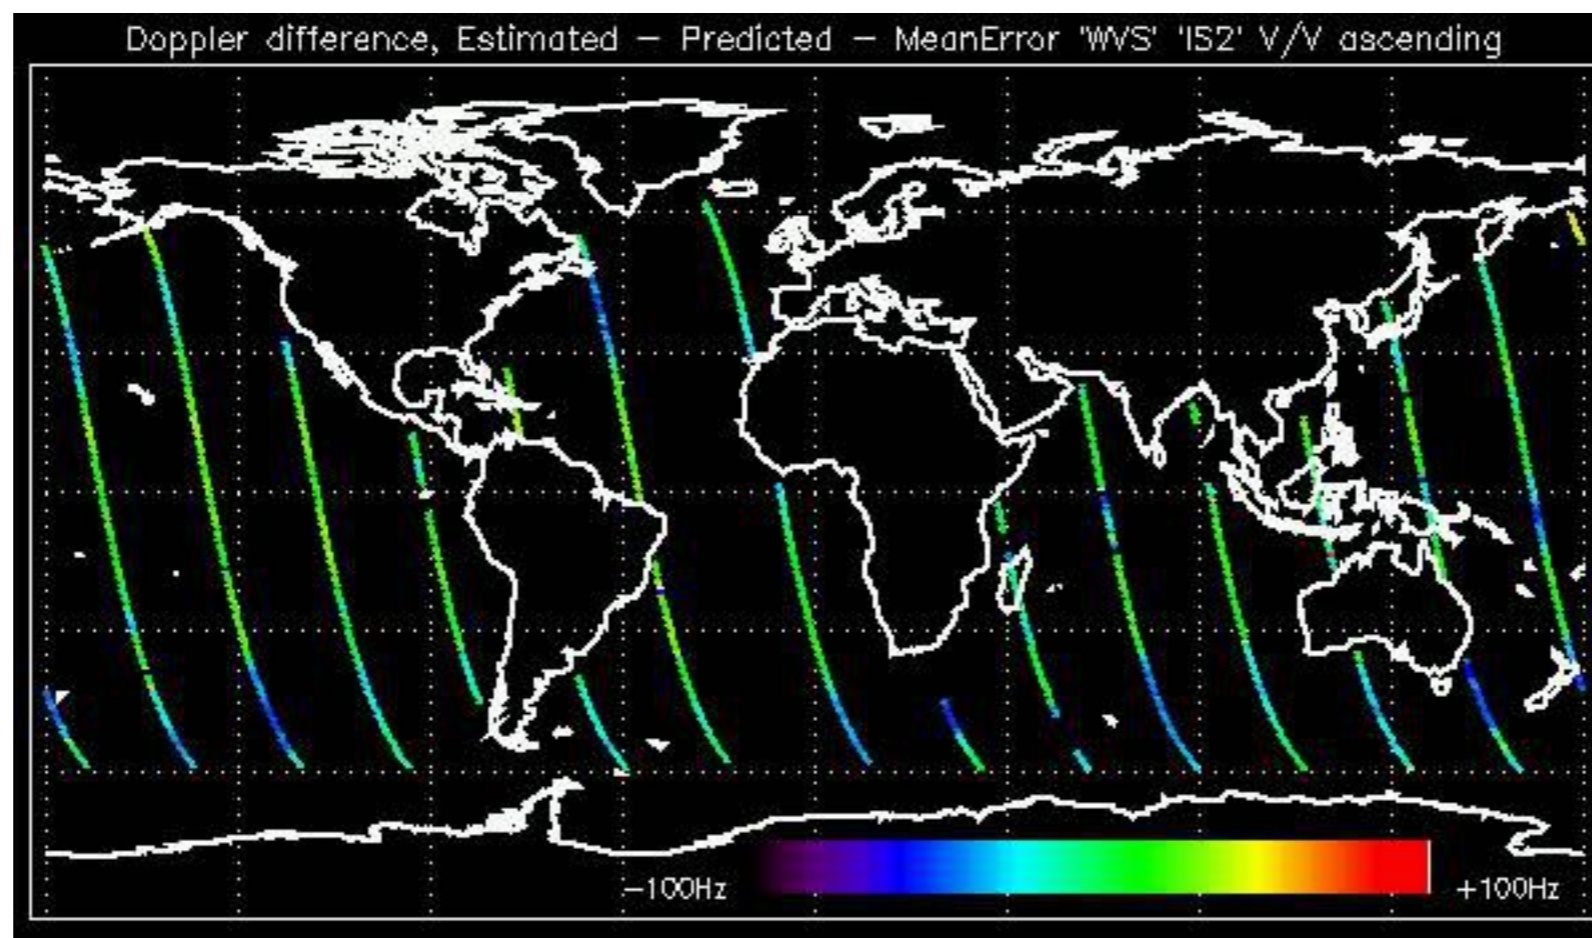 Doppler difference, Estimated – Predicted – MeanError 'WVS' 'IS2' V/V ascending
–100Hz +100Hz